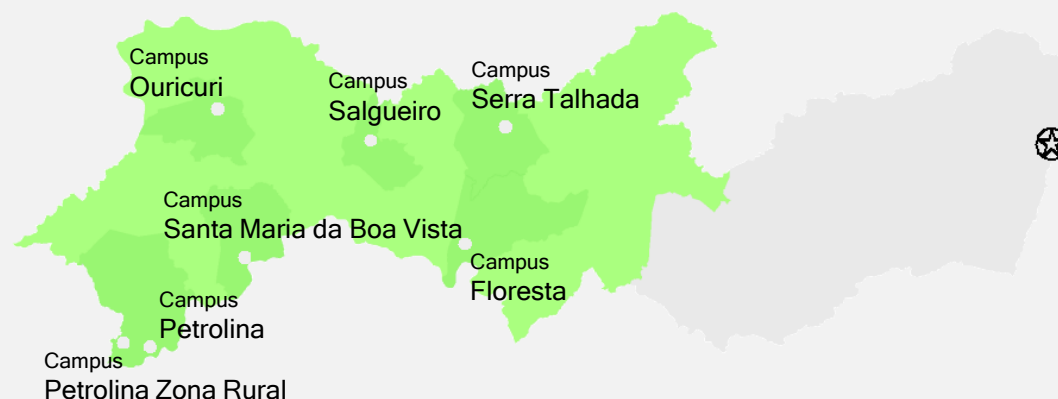 Campus
Ouricuri
Campus
Salgueiro
Campus
Serra Talhada
Campus
Santa Maria da Boa Vista
Campus
Floresta
Campus
Petrolina
Campus
Petrolina Zona Rural